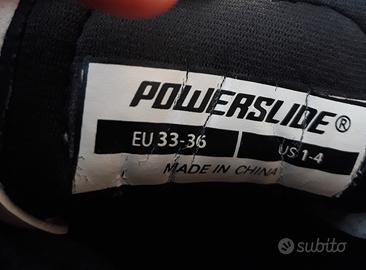 POWERSLIDE®
EU 33-36 US 1-4
MADE IN CHINA
subito